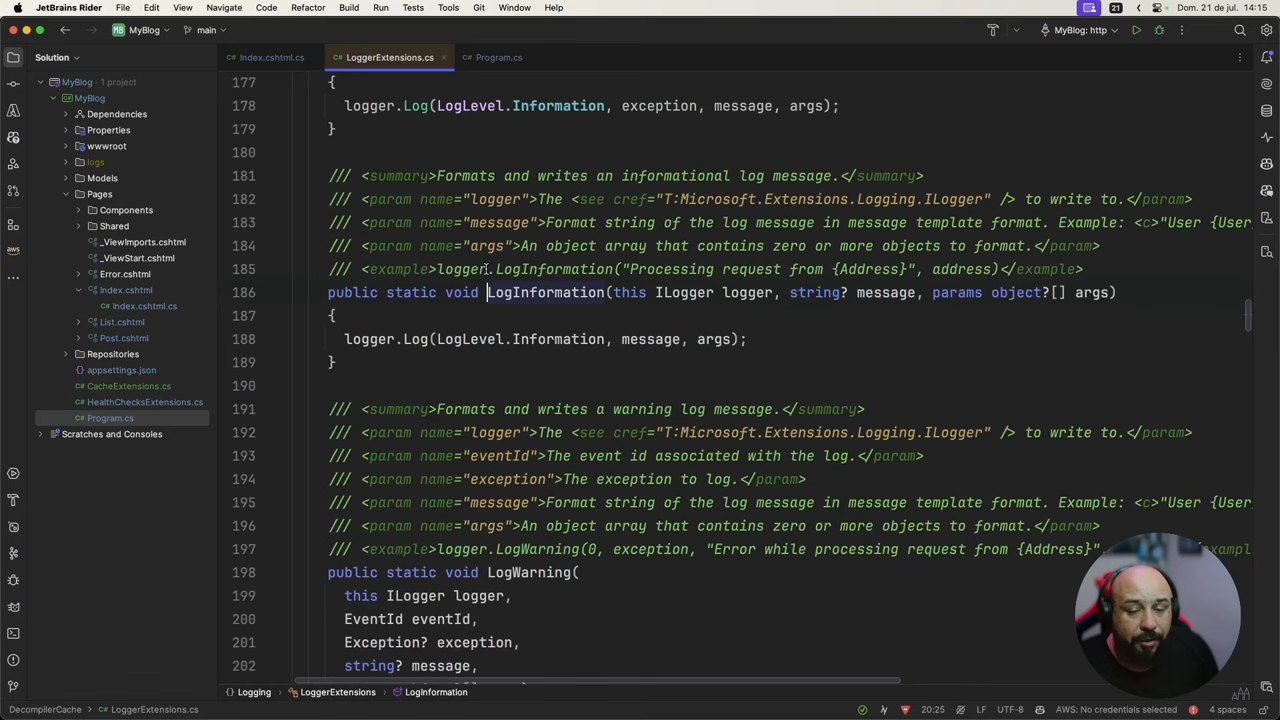 JetBrains Rider File Edit View Navigate Code Refactor Build Run Tests Tools Git Window Help 21 Dom. 21 de jul. 14:15
MB MyBlog main MyBlog: http
Solution
C# Index.cshtml.cs C# LoggerExtensions.cs C# Program.cs
MyBlog · 1 project
MyBlog
Dependencies
Properties
wwwroot
logs
Models
Pages
Components
Shared
_ViewImports.cshtml
_ViewStart.cshtml
Error.cshtml
Index.cshtml
C# Index.cshtml.cs
List.cshtml
Post.cshtml
Repositories
appsettings.json
C# CacheExtensions.cs
C# HealthChecksExtensions.cs
C# Program.cs
Scratches and Consoles
aws
177 {
178 logger.Log(LogLevel.Information, exception, message, args);
179 }
180
181 /// <summary>Formats and writes an informational log message.</summary>
182 /// <param name="logger">The <see cref="T:Microsoft.Extensions.Logging.ILogger" /> to write to.</param>
183 /// <param name="message">Format string of the log message in message template format. Example: <c>"User {User
184 /// <param name="args">An object array that contains zero or more objects to format.</param>
185 /// <example>logger.LogInformation("Processing request from {Address}", address)</example>
186 public static void LogInformation(this ILogger logger, string? message, params object?[] args)
187 {
188 logger.Log(LogLevel.Information, message, args);
189 }
190
191 /// <summary>Formats and writes a warning log message.</summary>
192 /// <param name="logger">The <see cref="T:Microsoft.Extensions.Logging.ILogger" /> to write to.</param>
193 /// <param name="eventId">The event id associated with the log.</param>
194 /// <param name="exception">The exception to log.</param>
195 /// <param name="message">Format string of the log message in message template format. Example: <c>"User {User
196 /// <param name="args">An object array that contains zero or more objects to format.</param>
197 /// <example>logger.LogWarning(0, exception, "Error while processing request from {Address}"
198 public static void LogWarning(
199 this ILogger logger,
200 EventId eventId,
201 Exception? exception,
202 string? message,
{} Logging LoggerExtensions LogInformation
DecompilerCache LoggerExtensions.cs 20:25 LF UTF-8 AWS: No credentials selected 4 spaces